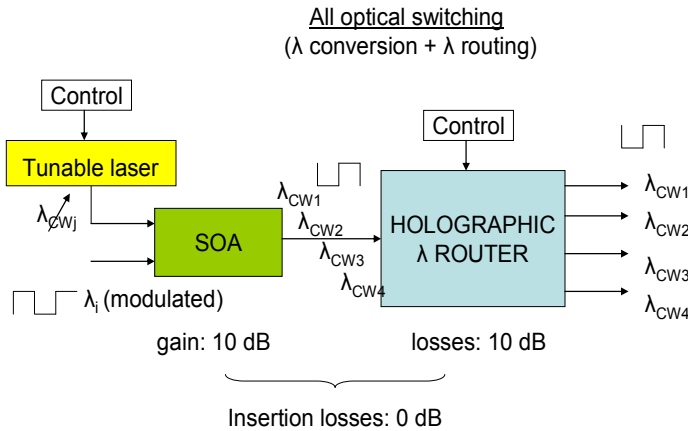 All optical switching
(λ conversion + λ routing)
Control
Tunable laser
λCWj
SOA
λi (modulated)
gain: 10 dB
λCW1
λCW2
λCW3
λCW4
Control
HOLOGRAPHIC
λ ROUTER
losses: 10 dB
λCW1
λCW2
λCW3
λCW4
Insertion losses: 0 dB